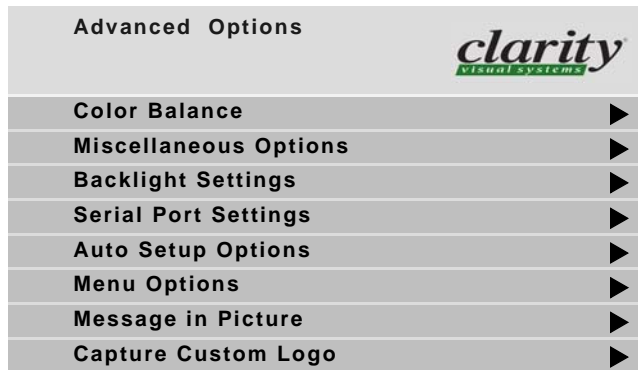 Advanced Options
clarity
visual systems
Color Balance
Miscellaneous Options
Backlight Settings
Serial Port Settings
Auto Setup Options
Menu Options
Message in Picture
Capture Custom Logo